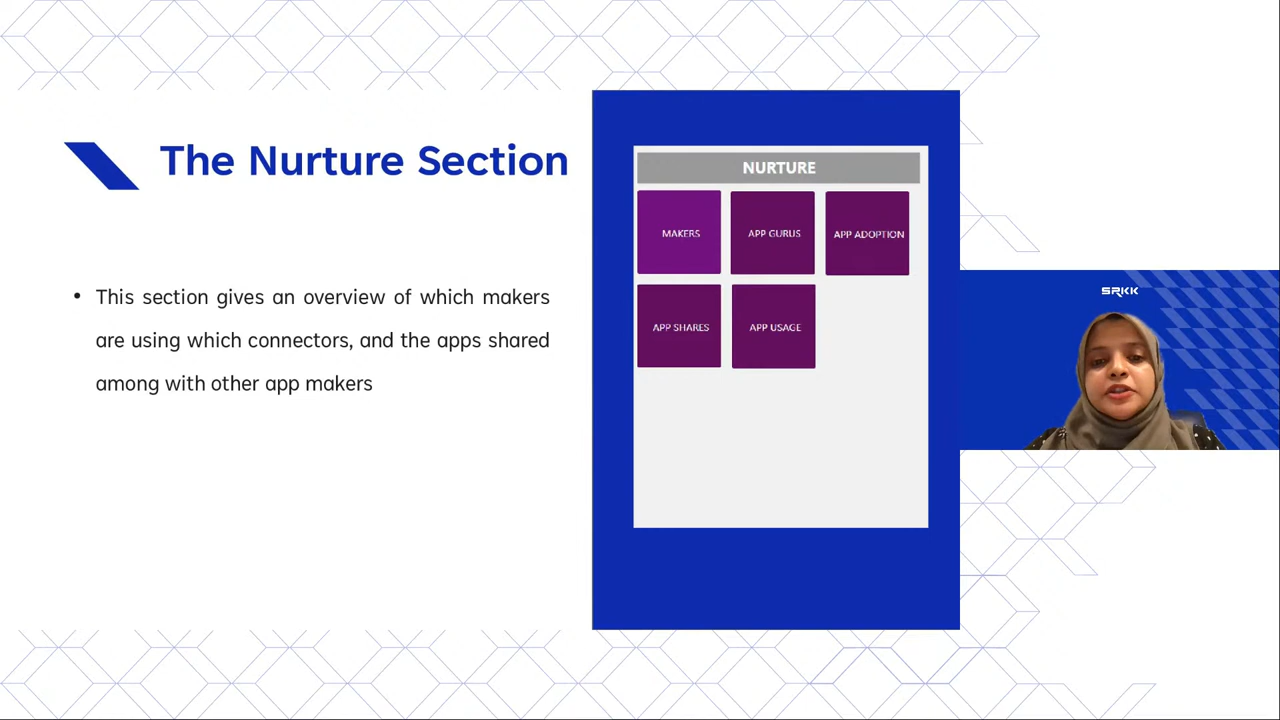 The Nurture Section
• This section gives an overview of which makers
are using which connectors, and the apps shared
among with other app makers
NURTURE
MAKERS
APP GURUS
APP ADOPTION
APP SHARES
APP USAGE
SRKK